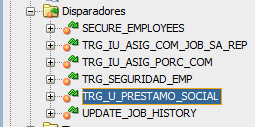 Disparadores
SECURE_EMPLOYEES
TRG_IU_ASIG_COM_JOB_SA_REP
TRG_IU_ASIG_PORC_COM
TRG_SEGURIDAD_EMP
TRG_U_PRESTAMO_SOCIAL
UPDATE_JOB_HISTORY